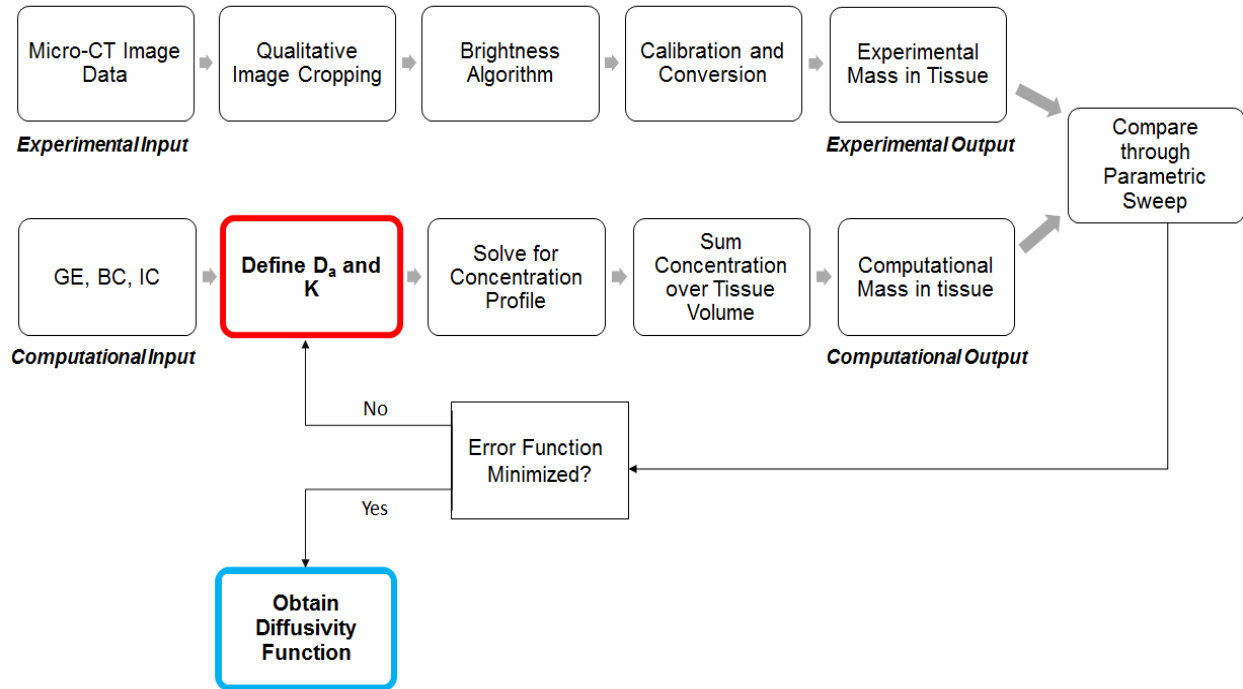 Micro-CT Image
Data
Qualitative
Image Cropping
Brightness
Algorithm
Calibration and
Conversion
Experimental
Mass in Tissue
Experimental Input
Experimental Output
Compare
through
Parametric
Sweep
GE, BC, IC
Define Da and
K
Solve for
Concentration
Profile
Sum
Concentration
over Tissue
Volume
Computational
Mass in tissue
Computational Input
Computational Output
No
Error Function
Minimized?
Yes
Obtain
Diffusivity
Function